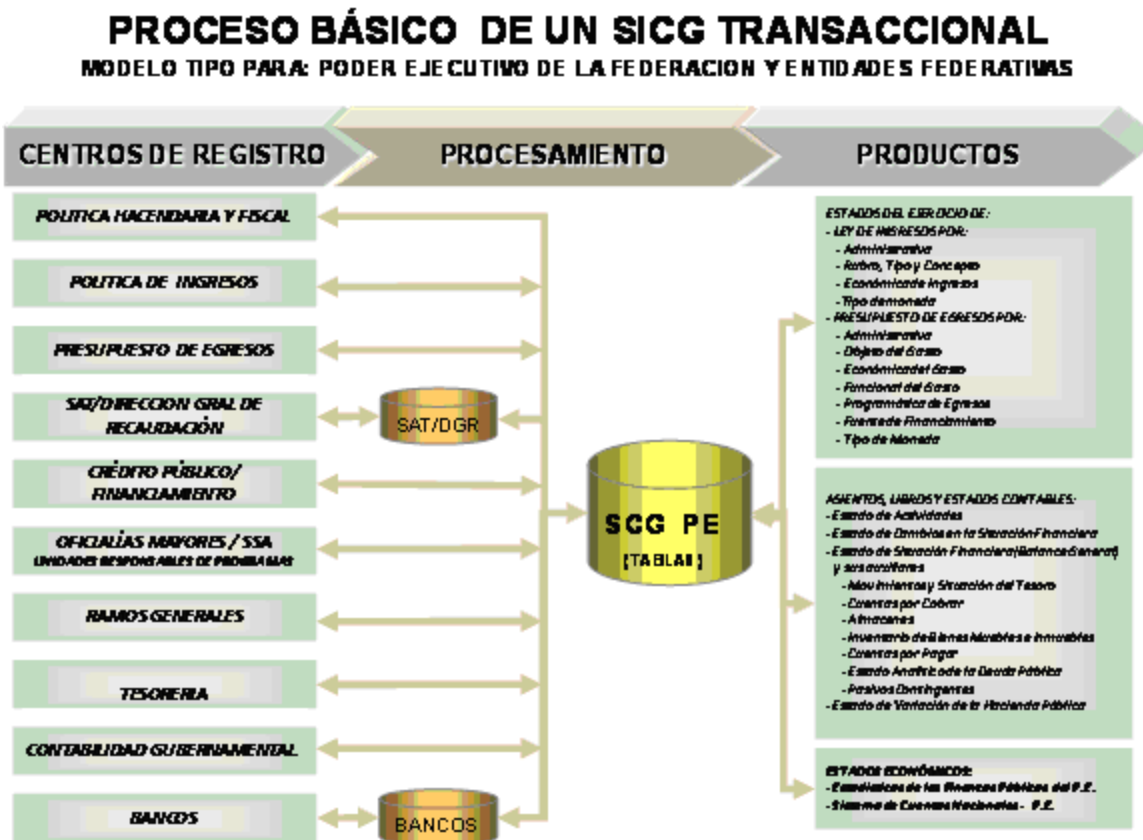 PROCESO BÁSICO DE UN SICG TRANSACCIONAL
MODELO TIPO PARA: PODER EJECUTIVO DE LA FEDERACION Y ENTIDADES FEDERATIVAS
CENTROS DE REGISTRO
PROCESAMIENTO
PRODUCTOS
POLITICA HACENDARIA Y FISCAL
POLITICA DE INGRESOS
PRESUPUESTO DE EGRESOS
SAT/DIRECCION GRAL DE
RECAUDACIÓN
CRÉDITO PÚBLICO/
FINANCIAMIENTO
OFICIALÍAS MAYORES / SSA
UNIDADES RESPONSABLES DE PROGRAMAS
RAMOS GENERALES
TESORERIA
CONTABILIDAD GUBERNAMENTAL
BANCOS
SAT/DGR
BANCOS
SCG PE
(TABLAS)
ESTADOS DEL EJERCICIO DE:
- LEY DE INGRESOS POR:
- Administrativa
- Rubro, Tipo y Concepto
- Económica de Ingresos
- Tipo de moneda
- PRESUPUESTO DE EGRESOS POR:
- Administrativa
- Objeto del Gasto
- Económica del Gasto
- Funcional del Gasto
- Programática de Egresos
- Fuente de Financiamiento
- Tipo de Moneda
ASIENTOS, LIBROS Y ESTADOS CONTABLES:
- Estado de Actividades
- Estado de Cambios en la Situación Financiera
- Estado de Situación Financiera(Balance General)
y sus auxiliares
- Movimientos y Situación del Tesoro
- Cuentas por Cobrar
- Almacenes
- Inventario de Bienes Muebles e Inmuebles
- Cuentas por Pagar
- Estado Analítico de la Deuda Pública
- Pasivos Contingentes
- Estado de Variación de la Hacienda Pública
ESTADOS ECONÓMICOS:
- Estadísticas de las Finanzas Públicas del P.E.
- Sistema de Cuentas Nacionales - P.E.